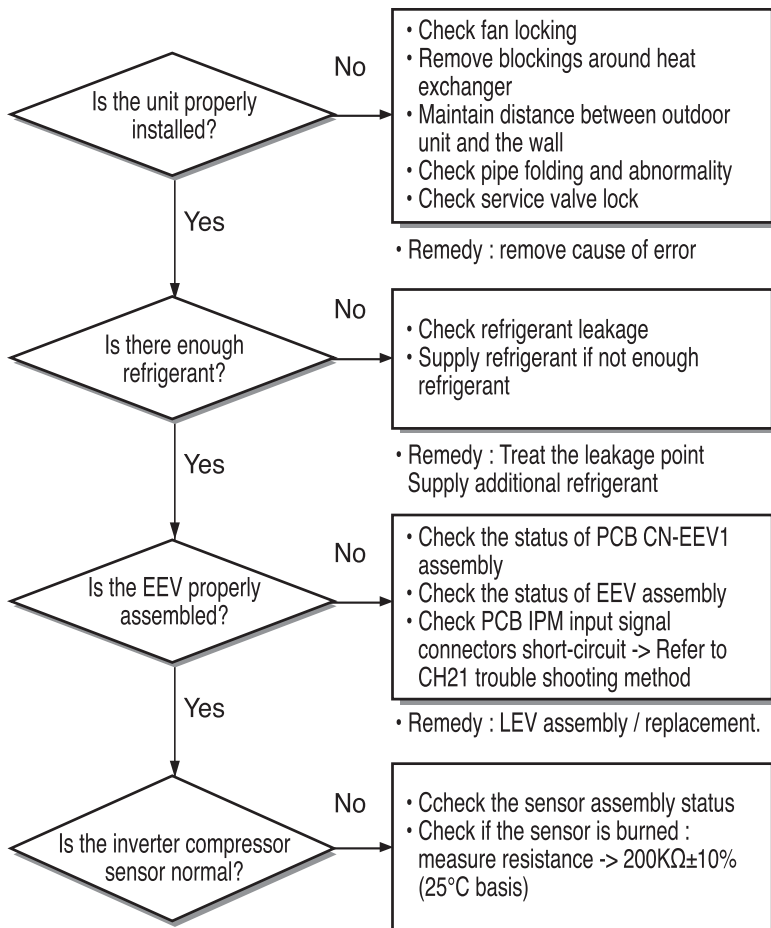 Is the unit properly
installed?
No
• Check fan locking
• Remove blockings around heat
exchanger
• Maintain distance between outdoor
unit and the wall
• Check pipe folding and abnormality
• Check service valve lock
• Remedy : remove cause of error
Yes
Is there enough
refrigerant?
No
• Check refrigerant leakage
• Supply refrigerant if not enough
refrigerant
• Remedy : Treat the leakage point
Supply additional refrigerant
Yes
Is the EEV properly
assembled?
No
• Check the status of PCB CN-EEV1
assembly
• Check the status of EEV assembly
• Check PCB IPM input signal
connectors short-circuit -> Refer to
CH21 trouble shooting method
• Remedy : LEV assembly / replacement.
Yes
Is the inverter compressor
sensor normal?
No
• Ccheck the sensor assembly status
• Check if the sensor is burned :
measure resistance -> 200KΩ±10%
(25°C basis)